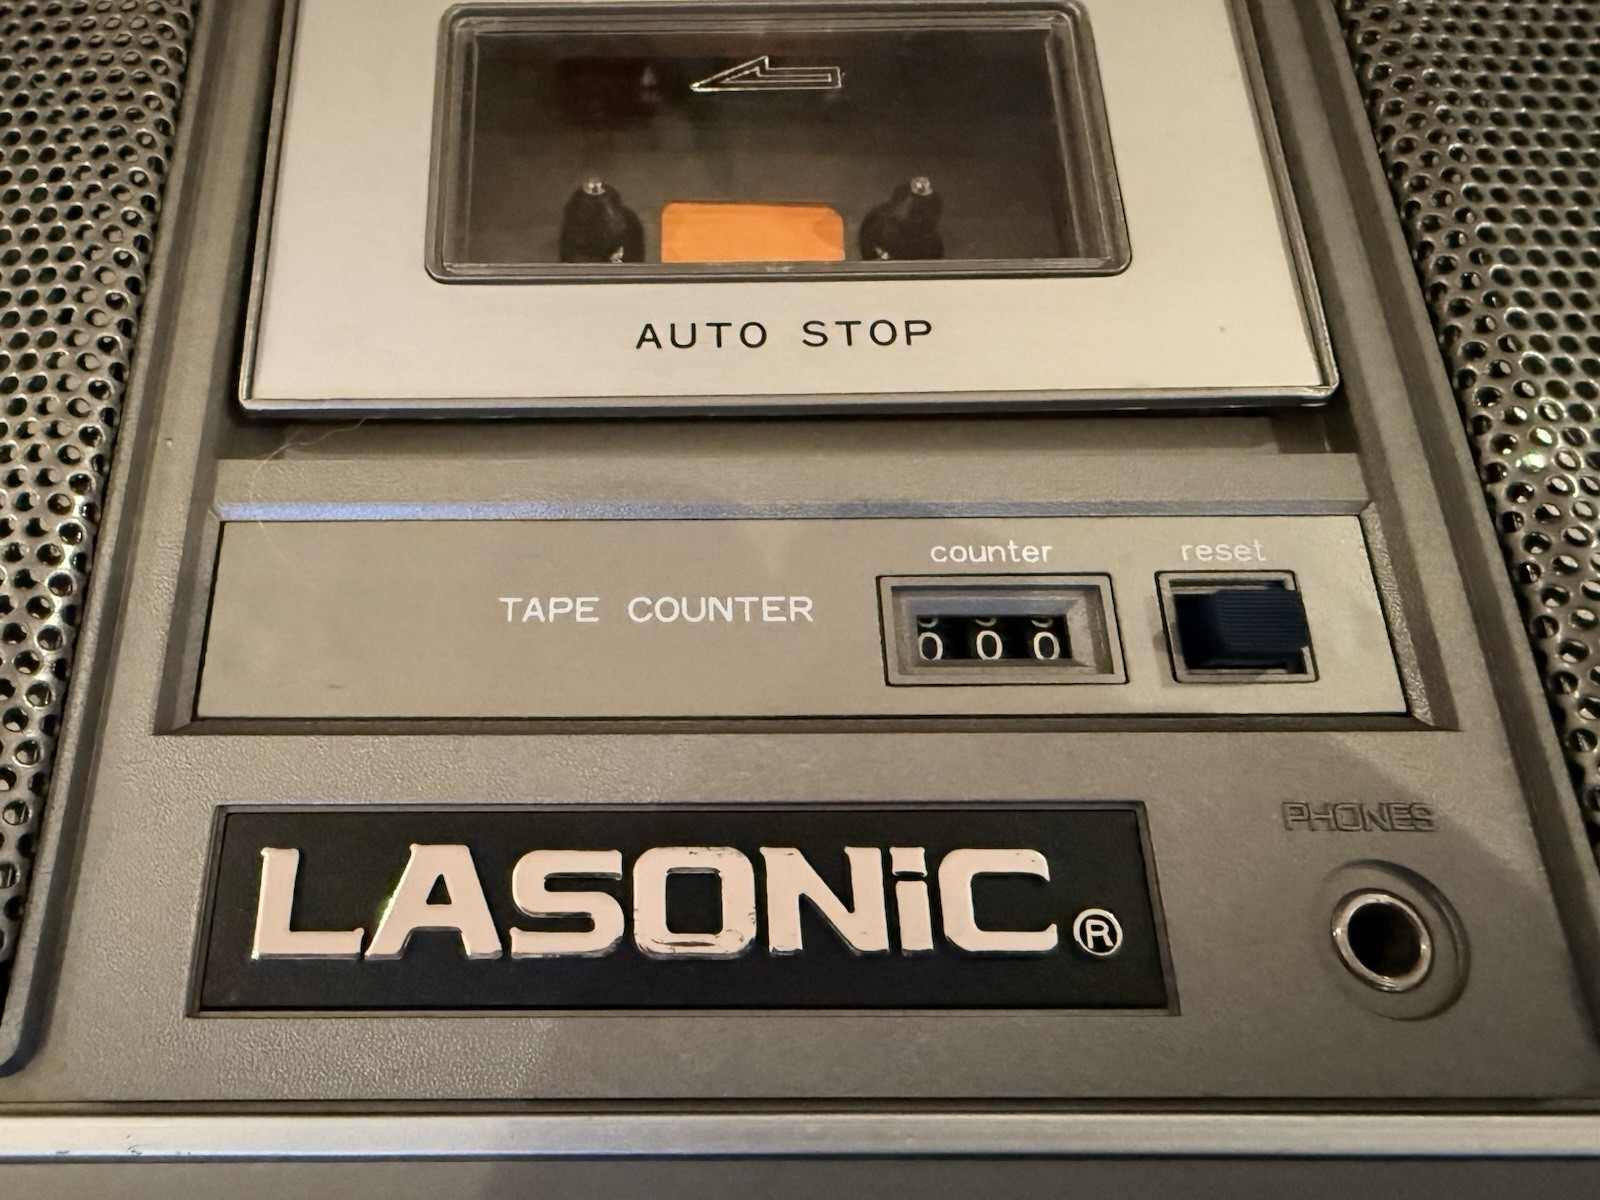 AUTO STOP
counter reset
TAPE COUNTER
000
PHONES
LASONiC®